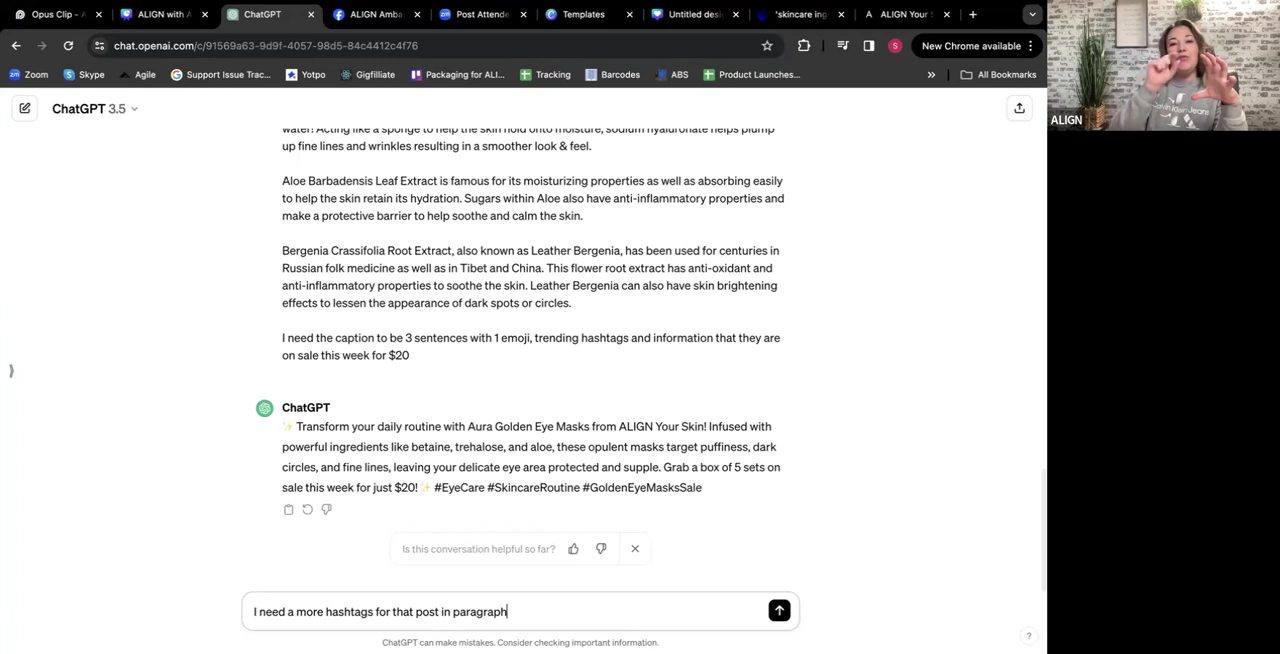 Opus Clip -
ALIGN with A
ChatGPT
ALIGN Amba
Post Attende
Templates
Untitled desi
'skincare ing
ALIGN Your S
chat.openai.com/c/91569a63-9d9f-4057-98d5-84c4412c4f76
S
New Chrome available
Zoom
Skype
Agile
Support Issue Trac...
Yotpo
Gigfilliate
Packaging for ALI...
Tracking
Barcodes
ABS
Product Launches...
»
All Bookmarks
ChatGPT 3.5
water! Acting like a sponge to help the skin hold onto moisture, sodium hyaluronate helps plump
up fine lines and wrinkles resulting in a smoother look & feel.
Aloe Barbadensis Leaf Extract is famous for its moisturizing properties as well as absorbing easily
to help the skin retain its hydration. Sugars within Aloe also have anti-inflammatory properties and
make a protective barrier to help soothe and calm the skin.
Bergenia Crassifolia Root Extract, also known as Leather Bergenia, has been used for centuries in
Russian folk medicine as well as in Tibet and China. This flower root extract has anti-oxidant and
anti-inflammatory properties to soothe the skin. Leather Bergenia can also have skin brightening
effects to lessen the appearance of dark spots or circles.
I need the caption to be 3 sentences with 1 emoji, trending hashtags and information that they are
on sale this week for $20
ChatGPT
✨ Transform your daily routine with Aura Golden Eye Masks from ALIGN Your Skin! Infused with
powerful ingredients like betaine, trehalose, and aloe, these opulent masks target puffiness, dark
circles, and fine lines, leaving your delicate eye area protected and supple. Grab a box of 5 sets on
sale this week for just $20! ✨ #EyeCare #SkincareRoutine #GoldenEyeMasksSale
Is this conversation helpful so far?
I need a more hashtags for that post in paragraph
ChatGPT can make mistakes. Consider checking important information.
?
ALIGN
Calvin Klein Jeans